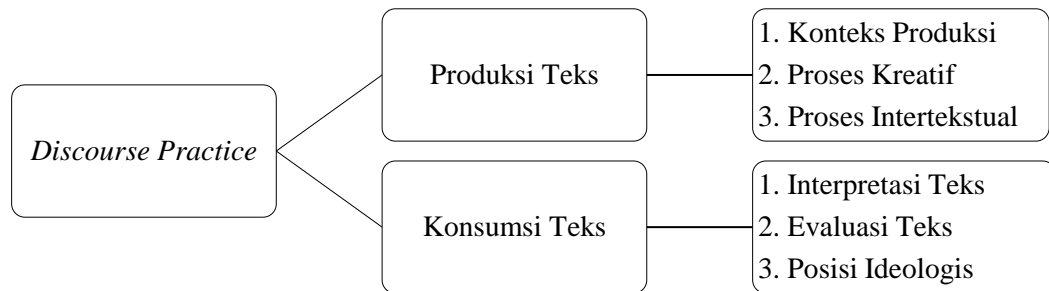 Discourse Practice
Produksi Teks
1. Konteks Produksi
2. Proses Kreatif
3. Proses Intertekstual
Konsumsi Teks
1. Interpretasi Teks
2. Evaluasi Teks
3. Posisi Ideologis